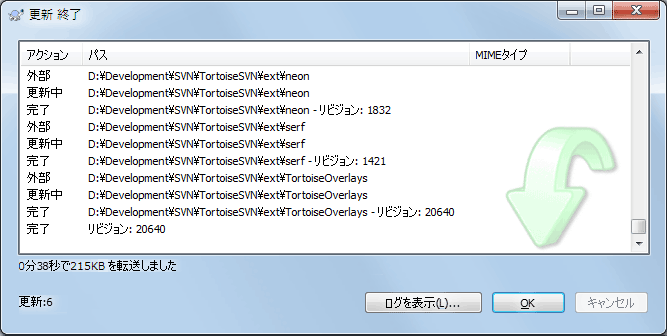 更新 終了
アクション パス MIMEタイプ
外部 D:¥Development¥SVN¥TortoiseSVN¥ext¥neon
更新中 D:¥Development¥SVN¥TortoiseSVN¥ext¥neon
完了 D:¥Development¥SVN¥TortoiseSVN¥ext¥neon - リビジョン: 1832
外部 D:¥Development¥SVN¥TortoiseSVN¥ext¥serf
更新中 D:¥Development¥SVN¥TortoiseSVN¥ext¥serf
完了 D:¥Development¥SVN¥TortoiseSVN¥ext¥serf - リビジョン: 1421
外部 D:¥Development¥SVN¥TortoiseSVN¥ext¥TortoiseOverlays
更新中 D:¥Development¥SVN¥TortoiseSVN¥ext¥TortoiseOverlays
完了 D:¥Development¥SVN¥TortoiseSVN¥ext¥TortoiseOverlays - リビジョン: 20640
完了 リビジョン: 20640
0分38秒で215KB を転送しました
更新:6 ログを表示(L)... OK キャンセル